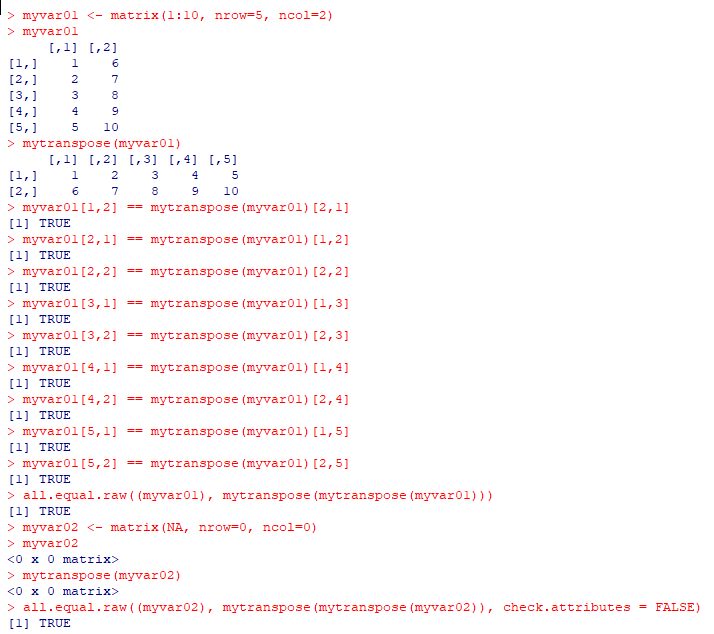 > myvar01 <- matrix(1:10, nrow=5, ncol=2)
> myvar01
     [,1] [,2]
[1,]    1    6
[2,]    2    7
[3,]    3    8
[4,]    4    9
[5,]    5   10
> mytranspose(myvar01)
     [,1] [,2] [,3] [,4] [,5]
[1,]    1    2    3    4    5
[2,]    6    7    8    9   10
> myvar01[1,2] == mytranspose(myvar01)[2,1]
[1] TRUE
> myvar01[2,1] == mytranspose(myvar01)[1,2]
[1] TRUE
> myvar01[2,2] == mytranspose(myvar01)[2,2]
[1] TRUE
> myvar01[3,1] == mytranspose(myvar01)[1,3]
[1] TRUE
> myvar01[3,2] == mytranspose(myvar01)[2,3]
[1] TRUE
> myvar01[4,1] == mytranspose(myvar01)[1,4]
[1] TRUE
> myvar01[4,2] == mytranspose(myvar01)[2,4]
[1] TRUE
> myvar01[5,1] == mytranspose(myvar01)[1,5]
[1] TRUE
> myvar01[5,2] == mytranspose(myvar01)[2,5]
[1] TRUE
> all.equal.raw((myvar01), mytranspose(mytranspose(myvar01)))
[1] TRUE
> myvar02 <- matrix(NA, nrow=0, ncol=0)
> myvar02
<0 x 0 matrix>
> mytranspose(myvar02)
<0 x 0 matrix>
> all.equal.raw((myvar02), mytranspose(mytranspose(myvar02)), check.attributes = FALSE)
[1] TRUE